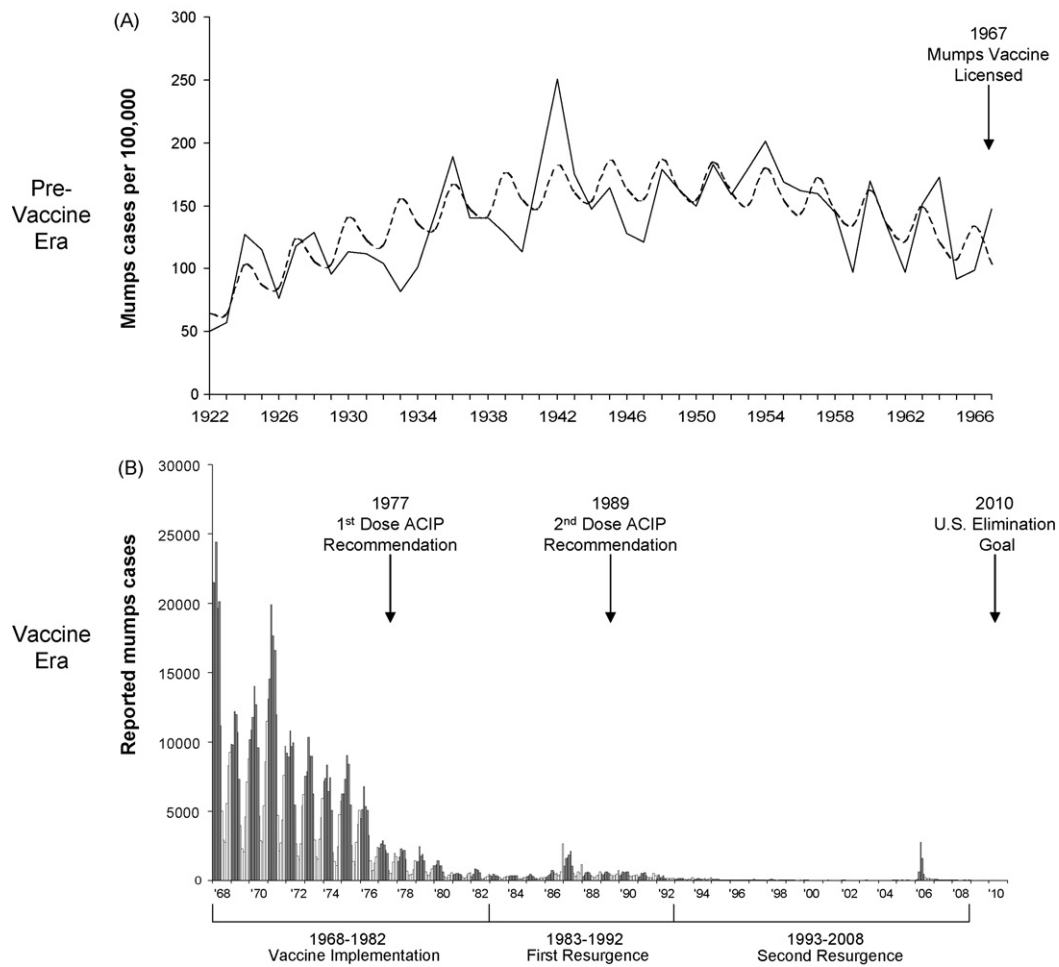 (A)
Pre-
Vaccine
Era
Mumps cases per 100,000
300
250
200
150
100
50
0
1967
Mumps Vaccine
Licensed
1922 1926 1930 1934 1938 1942 1946 1950 1954 1958 1962 1966
(B)
Vaccine
Era
Reported mumps cases
30000
25000
20000
15000
10000
5000
0
1977
1st Dose ACIP
Recommendation
1989
2nd Dose ACIP
Recommendation
2010
U.S. Elimination
Goal
'68 '70 '72 '74 '76 '78 '80 '82 '84 '86 '88 '90 '92 '94 '96 '98 '00 '02 '04 '06 '08 '10
1968-1982
Vaccine Implementation
1983-1992
First Resurgence
1993-2008
Second Resurgence